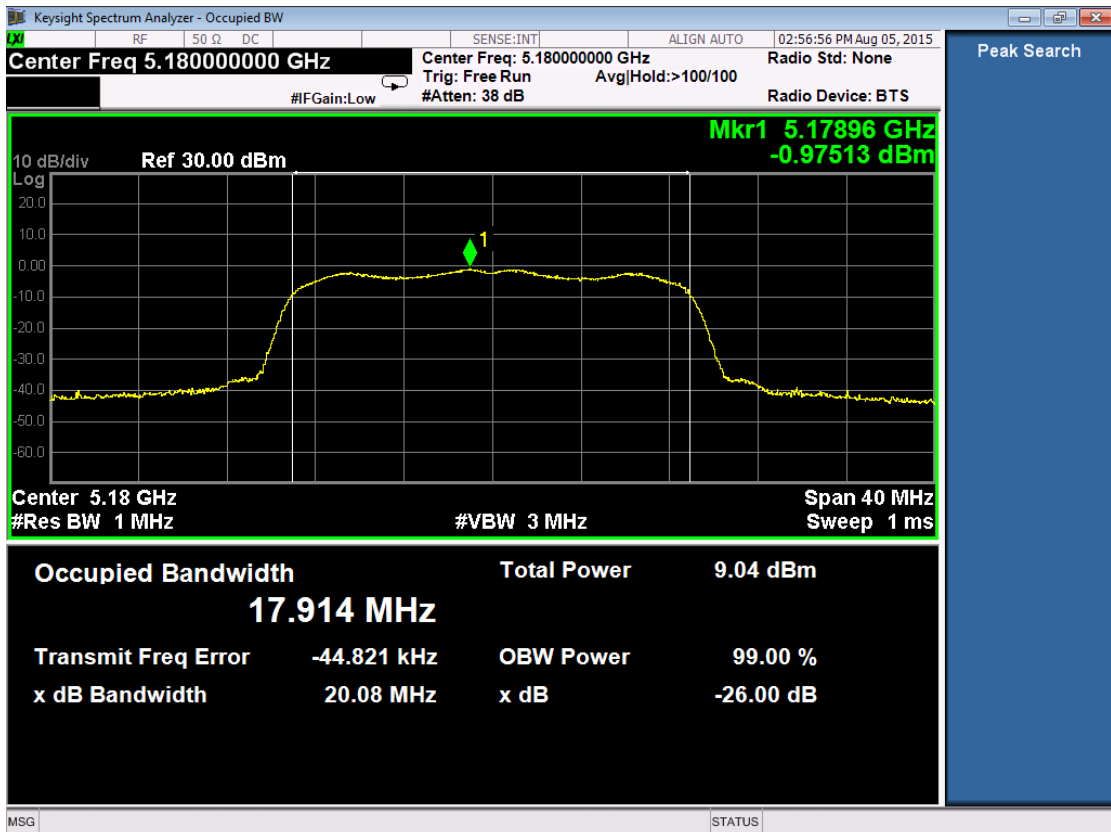 Keysight Spectrum Analyzer - Occupied BW
LXI RF 50 Ω DC SENSE:INT ALIGN AUTO 02:56:56 PM Aug 05, 2015
Center Freq 5.180000000 GHz
Center Freq: 5.180000000 GHz
Radio Std: None
Trig: Free Run Avg|Hold:>100/100
#IFGain:Low #Atten: 38 dB
Radio Device: BTS
Peak Search
Mkr1 5.17896 GHz
-0.97513 dBm
10 dB/div Ref 30.00 dBm
Log
20.0
10.0
0.00
-10.0
-20.0
-30.0
-40.0
-50.0
-60.0
1
Center 5.18 GHz Span 40 MHz
#Res BW 1 MHz #VBW 3 MHz Sweep 1 ms
Occupied Bandwidth Total Power 9.04 dBm
17.914 MHz
Transmit Freq Error -44.821 kHz OBW Power 99.00 %
x dB Bandwidth 20.08 MHz x dB -26.00 dB
MSG STATUS